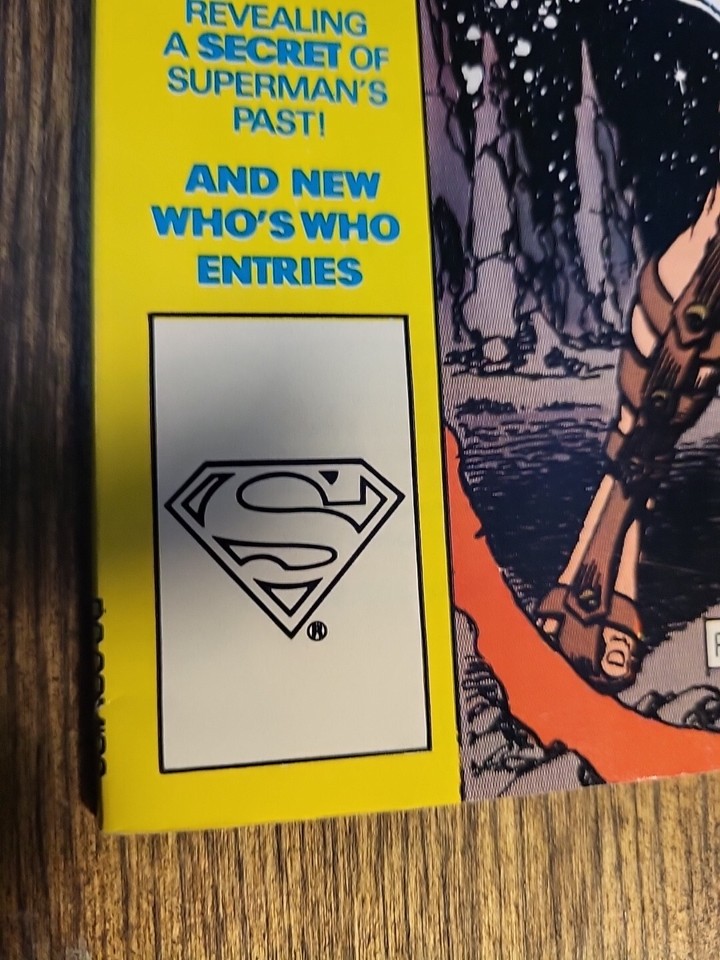 REVEALING
A SECRET OF
SUPERMAN'S
PAST!
AND NEW
WHO'S WHO
ENTRIES
S
®